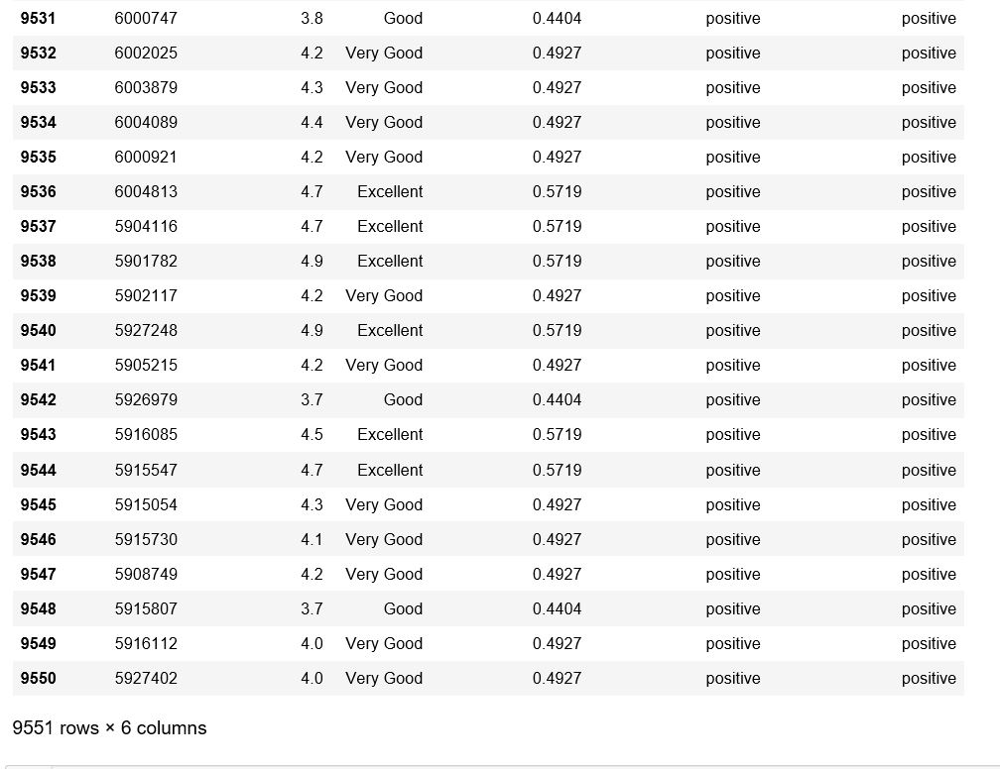 9531 6000747 3.8 Good 0.4404 positive positive
9532 6002025 4.2 Very Good 0.4927 positive positive
9533 6003879 4.3 Very Good 0.4927 positive positive
9534 6004089 4.4 Very Good 0.4927 positive positive
9535 6000921 4.2 Very Good 0.4927 positive positive
9536 6004813 4.7 Excellent 0.5719 positive positive
9537 5904116 4.7 Excellent 0.5719 positive positive
9538 5901782 4.9 Excellent 0.5719 positive positive
9539 5902117 4.2 Very Good 0.4927 positive positive
9540 5927248 4.9 Excellent 0.5719 positive positive
9541 5905215 4.2 Very Good 0.4927 positive positive
9542 5926979 3.7 Good 0.4404 positive positive
9543 5916085 4.5 Excellent 0.5719 positive positive
9544 5915547 4.7 Excellent 0.5719 positive positive
9545 5915054 4.3 Very Good 0.4927 positive positive
9546 5915730 4.1 Very Good 0.4927 positive positive
9547 5908749 4.2 Very Good 0.4927 positive positive
9548 5915807 3.7 Good 0.4404 positive positive
9549 5916112 4.0 Very Good 0.4927 positive positive
9550 5927402 4.0 Very Good 0.4927 positive positive
9551 rows × 6 columns